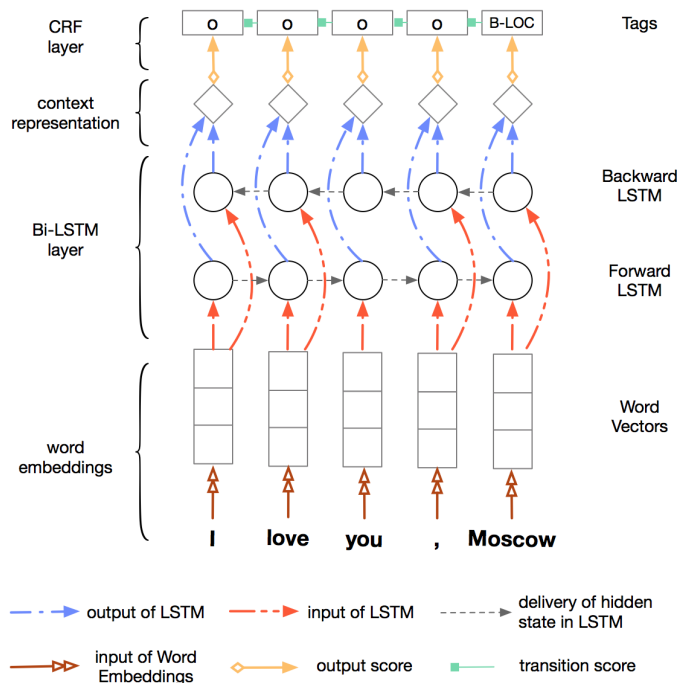 CRF
layer
O O O O B-LOC
Tags
context
representation
Backward
LSTM
Bi-LSTM
layer
Forward
LSTM
word
embeddings
Word
Vectors
I love you , Moscow
output of LSTM
input of LSTM
delivery of hidden
state in LSTM
input of Word
Embeddings
output score
transition score